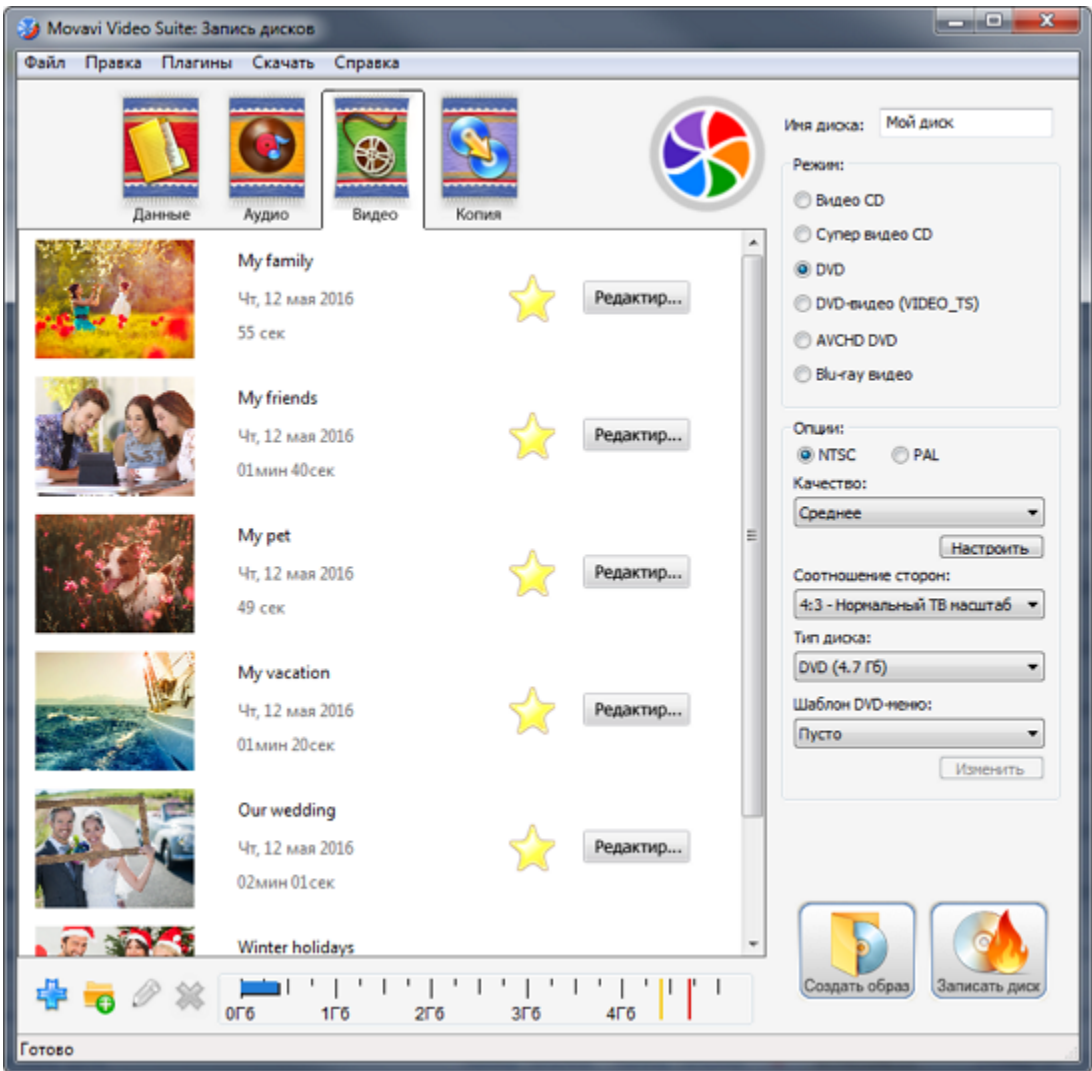 Movavi Video Suite: Запись дисков
Файл Правка Плагины Скачать Справка
Данные Аудио Видео Копия
Имя диска: Мой диск
Режим:
Видео CD
Супер видео CD
DVD
DVD-видео (VIDEO_TS)
AVCHD DVD
Blu-ray видео
Опции:
NTSC PAL
Качество:
Среднее
Настроить
Соотношение сторон:
4:3 - Нормальный ТВ масштаб
Тип диска:
DVD (4.7 Гб)
Шаблон DVD-меню:
Пусто
Изменить
My family
Чт, 12 мая 2016
Редактир...
55 сек
My friends
Чт, 12 мая 2016
Редактир...
01мин 40сек
My pet
Чт, 12 мая 2016
Редактир...
49 сек
My vacation
Чт, 12 мая 2016
Редактир...
01мин 20сек
Our wedding
Чт, 12 мая 2016
Редактир...
02мин 01сек
Winter holidays
0Гб 1Гб 2Гб 3Гб 4Гб
Создать образ Записать диск
Готово